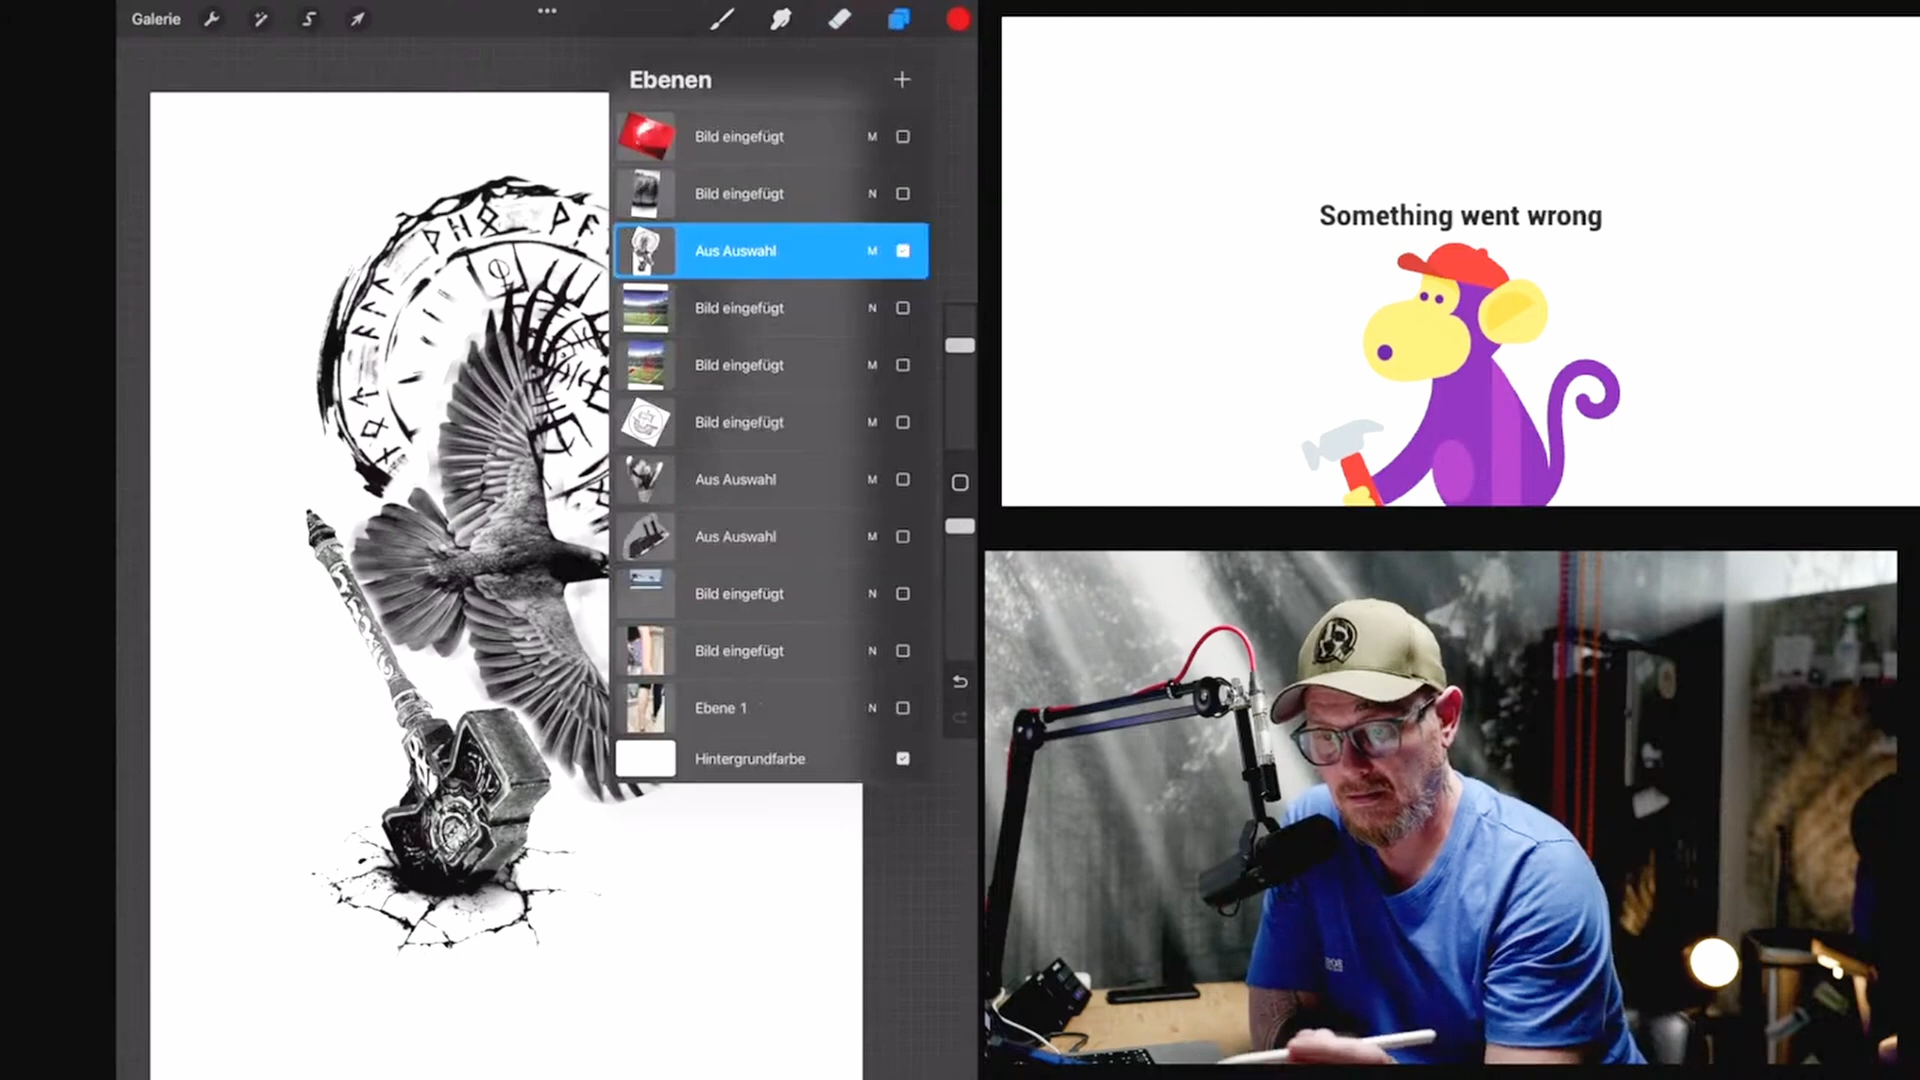 Galerie
Ebenen
Bild eingefügt M
Bild eingefügt N
Aus Auswahl M
Bild eingefügt N
Bild eingefügt M
Bild eingefügt M
Aus Auswahl M
Aus Auswahl M
Bild eingefügt N
Bild eingefügt N
Ebene 1 N
Hintergrundfarbe
Something went wrong